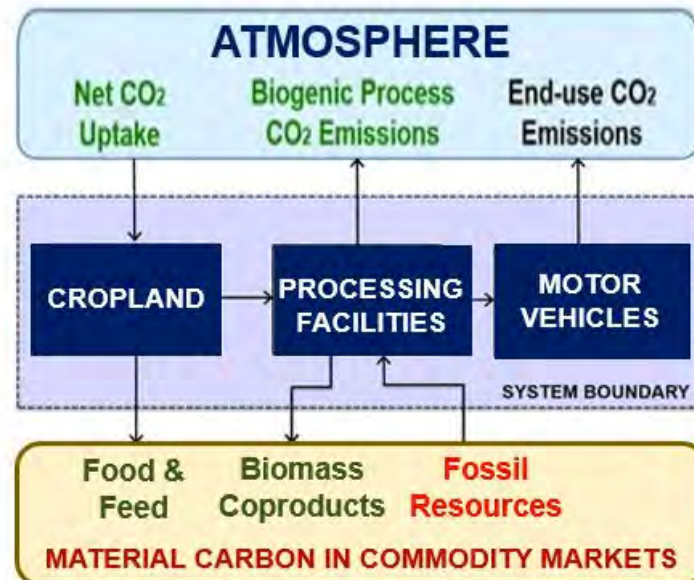 ATMOSPHERE
Net CO₂
Uptake
Biogenic Process
CO₂ Emissions
End-use CO₂
Emissions
CROPLAND
PROCESSING
FACILITIES
MOTOR
VEHICLES
SYSTEM BOUNDARY
Food &
Feed
Biomass
Coproducts
Fossil
Resources
MATERIAL CARBON IN COMMODITY MARKETS